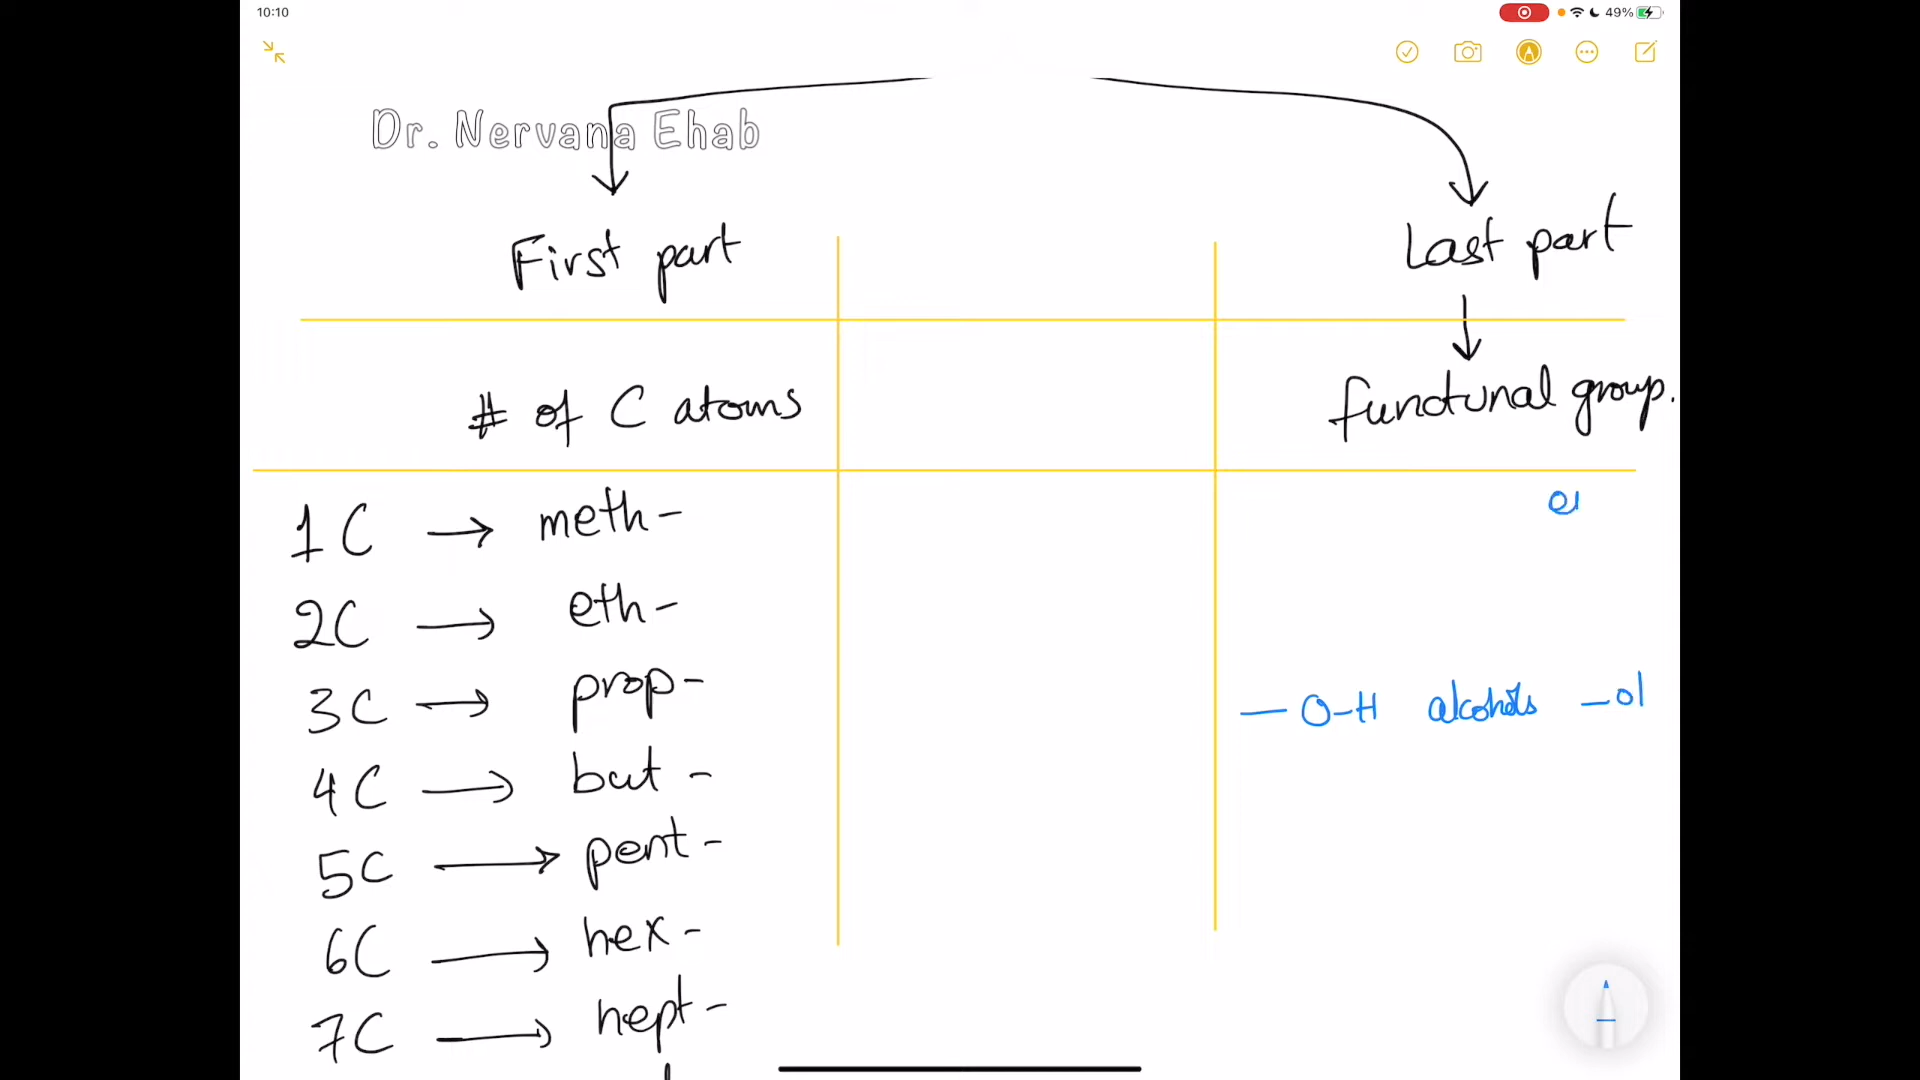 10:10
49%
Dr. Nervana Ehab
First part
Last part
# of C atoms
functional group.
1C → meth-
2C → eth-
3C → prop-
— O-H alcohols -ol
4C → but-
5C → pent-
6C → hex-
7C → hept-